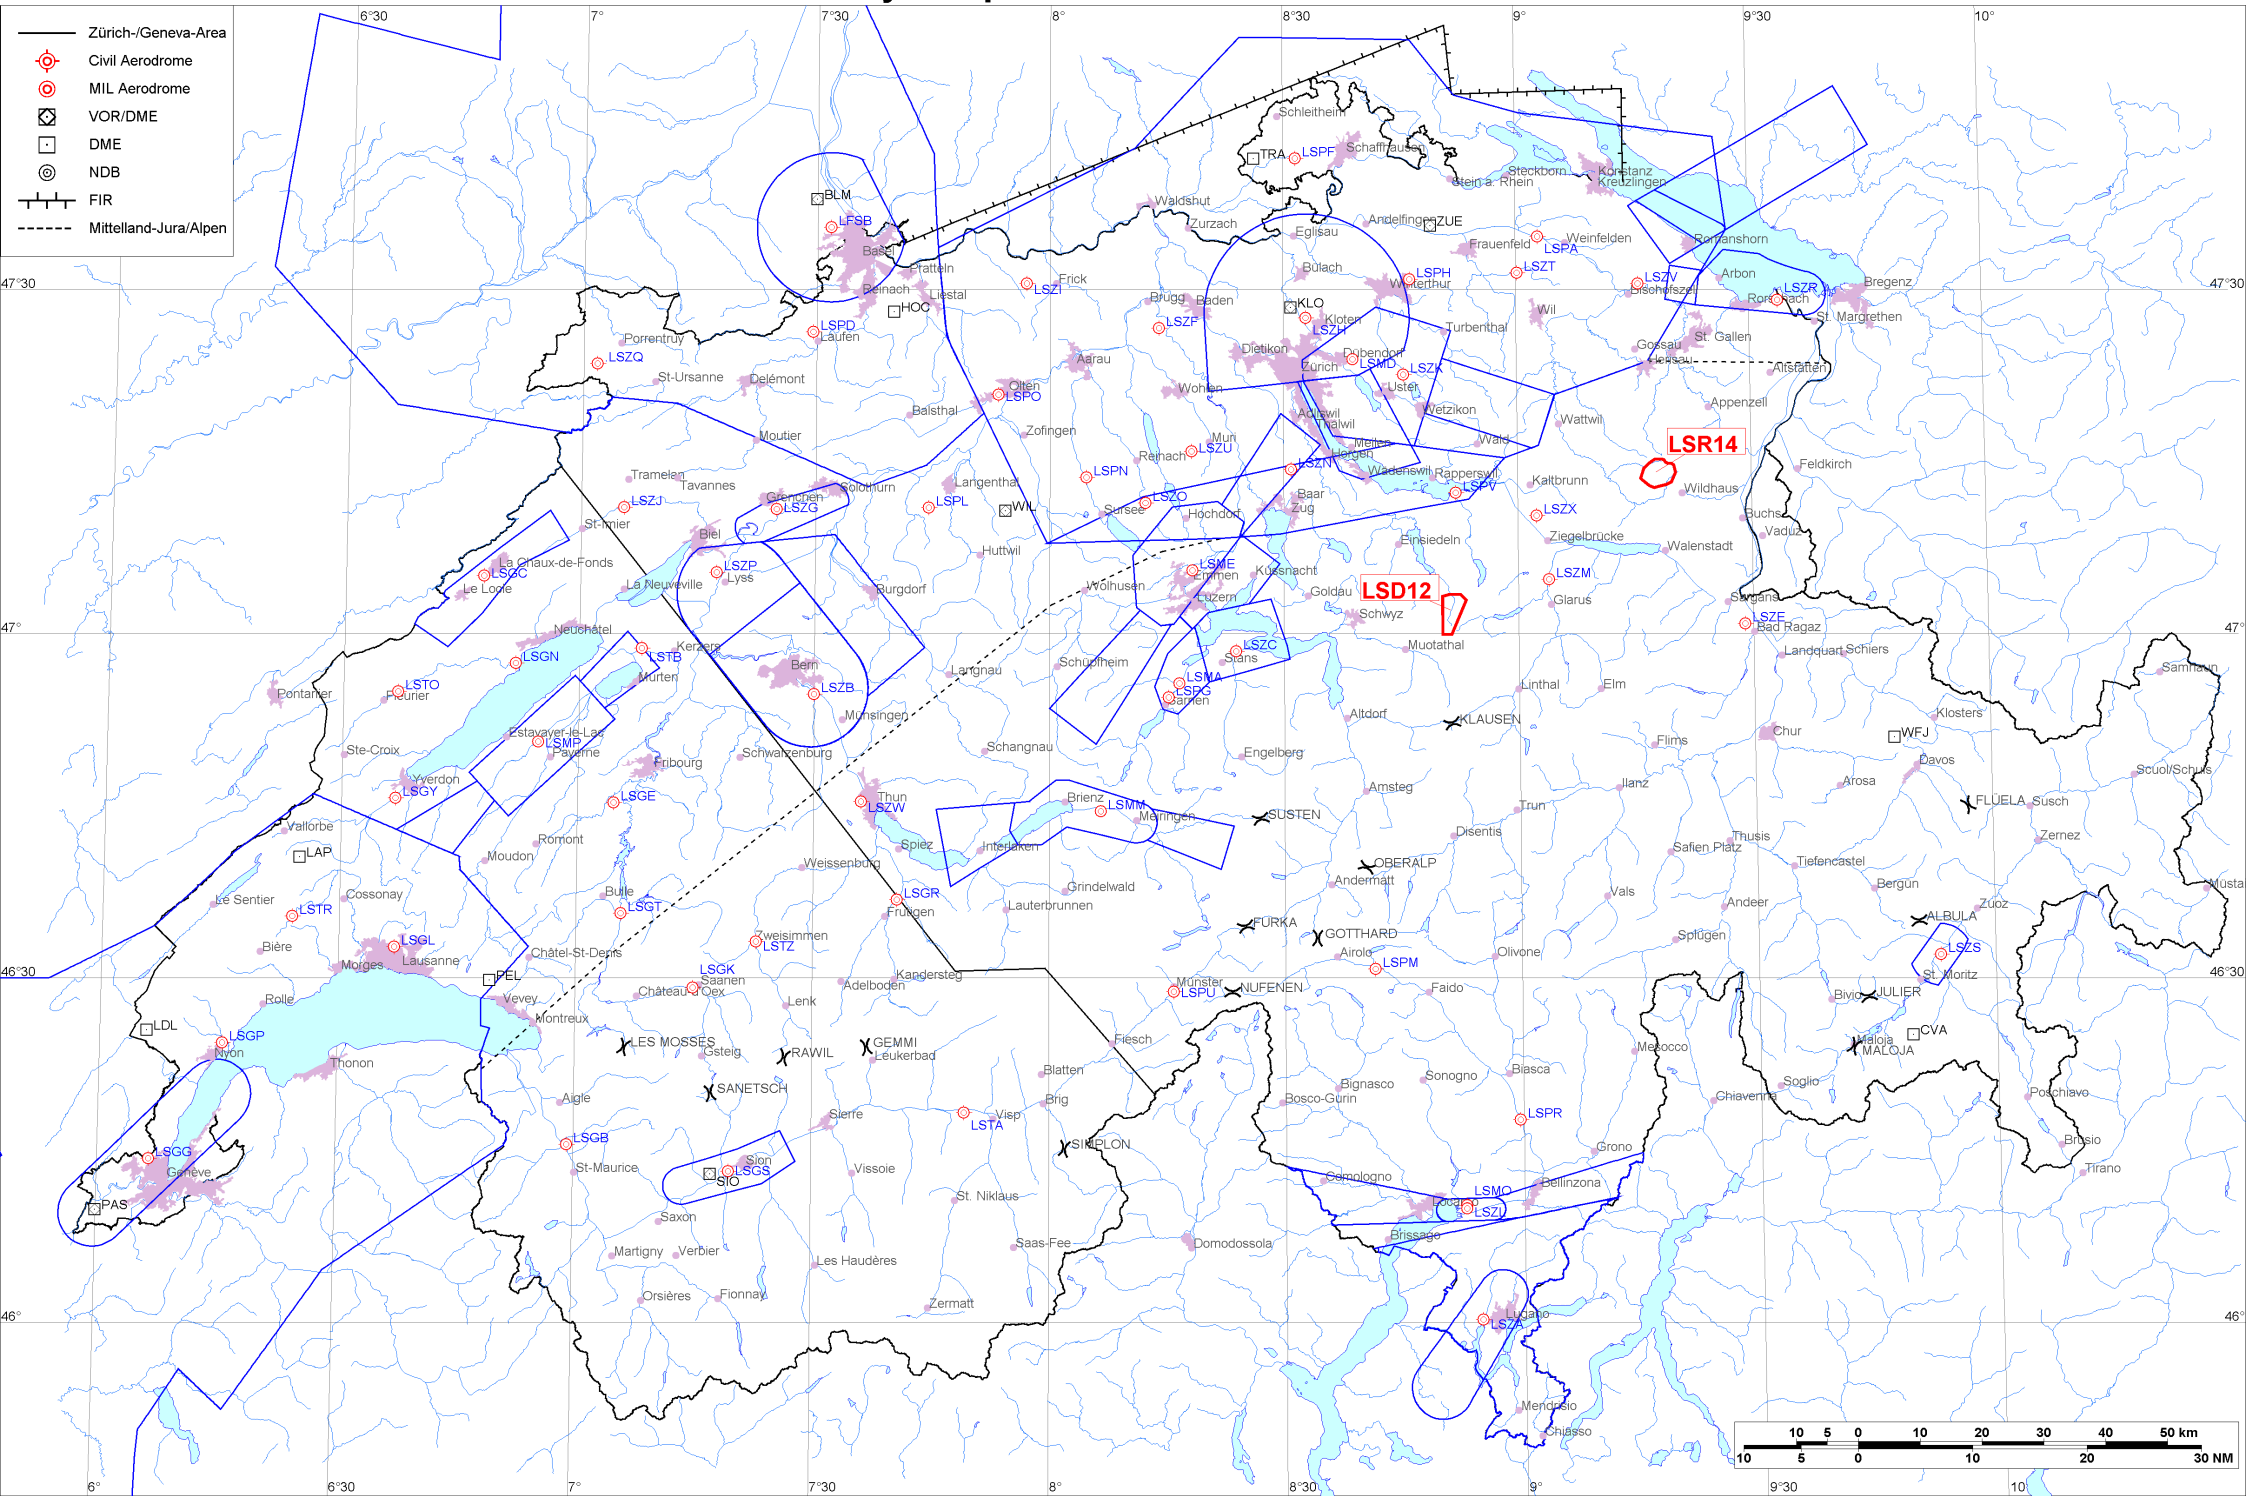 6°30
7°
7°30
8°
8°30
9°
9°30
10°
Zürich-/Geneva-Area
Civil Aerodrome
MIL Aerodrome
VOR/DME
DME
NDB
FIR
Mittelland-Jura/Alpen
Schleitheim
TRA
LSPF
Schaffhausen
Stein a. Rhein
Steckborn
Konstanz
Kreuzlingen
BLM
LFSB
Basel
Waldshut
Zurzach
Eglisau
Andelfingen
ZUE
Frauenfeld
LSPA
Weinfelden
Romanshorn
Pratteln
Reinach
Liestal
HOC
LSZI
Frick
Bülach
LSPH
Winterthur
LSZT
LSZV
Bischofszell
Arbon
LSZR
Rorschach
Bregenz
47°30
47°30
LSPD
Laufen
Brugg
Baden
LSZF
KLO
Kloten
LSZH
Turbenthal
Wil
St. Margrethen
St. Gallen
Gossau
Herisau
Altstätten
Porrentruy
LSZQ
St-Ursanne
Delémont
Aarau
Dietikon
Zürich
Dübendorf
LSMD
LSZK
Uster
Olten
LSPO
Wohlen
Balsthal
Adliswil
Thalwil
Wetzikon
Wattwil
Appenzell
Moutier
Zofingen
Muri
LSZU
Meilen
Horgen
Wald
LSR14
Tramelan
Tavannes
Reinach
LSPN
LSZN
Wädenswil
Rapperswil
LSPV
Kaltbrunn
Wildhaus
Feldkirch
Grenchen
Solothurn
LSZG
Langenthal
LSPL
WIL
LSZJ
St-Imier
Sursee
LSZO
Hochdorf
Baar
Zug
LSZX
Buchs
Vaduz
Biel
Huttwil
Einsiedeln
Ziegelbrücke
Walenstadt
La Chaux-de-Fonds
LSGC
Le Locle
La Neuveville
LSZP
Lyss
Burgdorf
Wolhusen
LSME
Emmen
Luzern
Küssnacht
Goldau
LSD12
Schwyz
LSZM
Glarus
Sargans
LSZE
Bad Ragaz
47°
47°
Neuchâtel
LSGN
LSTB
Kerzers
Murten
Bern
LSZB
Langnau
Schüpfheim
LSZC
Stans
Muotathal
Landquart
Schiers
Samnaun
Pontarlier
LSTO
Fleurier
Münsingen
LSMA
LSPG
Sarnen
Altdorf
KLAUSEN
Linthal
Elm
Klosters
Ste-Croix
Estavayer-le-Lac
LSMP
Payerne
Fribourg
Schwarzenburg
Schangnau
Engelberg
Flims
Chur
WFJ
Davos
Yverdon
LSGY
LSGE
Thun
LSZW
Brienz
LSMM
Meiringen
SUSTEN
Amsteg
Trun
Ilanz
Arosa
Scuol/Schuls
FLÜELA
Susch
Vallorbe
LAP
Romont
Moudon
Spiez
Interlaken
Weissenburg
Disentis
Safien Platz
Thusis
Tiefencastel
Zernez
OBERALP
Andermatt
Le Sentier
Cossonay
LSTR
Bulle
LSGT
LSGR
Frutigen
Grindelwald
Lauterbrunnen
FURKA
GOTTHARD
Vals
Andeer
Bergün
ALBULA
Zuoz
Müsta
Bière
LSGL
Lausanne
Morges
Châtel-St-Denis
Zweisimmen
LSTZ
Airolo
LSPM
Olivone
Splügen
LSZS
St. Moritz
46°30
46°30
Rolle
PEL
Vevey
Montreux
LSGK
Saanen
Château-d'Oex
Lenk
Adelboden
Kandersteg
Münster
LSPU
NUFENEN
Faido
Bivio
JULIER
LDL
LSGP
Nyon
Thonon
LES MOSSES
Gsteig
RAWIL
GEMMI
Leukerbad
Fiesch
Mesocco
CVA
Maloja
MALOJA
SANETSCH
Aigle
Sierre
Blatten
Brig
LSTA
Visp
Bignasco
Sonogno
Biasca
Bosco-Gurin
Soglio
Chiavenna
Poschiavo
LSGG
Genève
PAS
LSGB
St-Maurice
Sion
LSGS
SIO
Vissoie
SIMPLON
LSPR
Grono
Brusio
Tirano
St. Niklaus
Comologno
LSMO
Bellinzona
Locarno
LSZL
Saxon
Brissago
Martigny
Verbier
Les Haudères
Saas-Fee
Domodossola
Orsières
Fionnay
Zermatt
46°
46°
Lugano
LSZA
Mendrisio
Chiasso
10
5
0
10
20
30
40
50 km
10
5
0
10
20
30 NM
6°
6°30
7°
7°30
8°
8°30
9°
9°30
10°